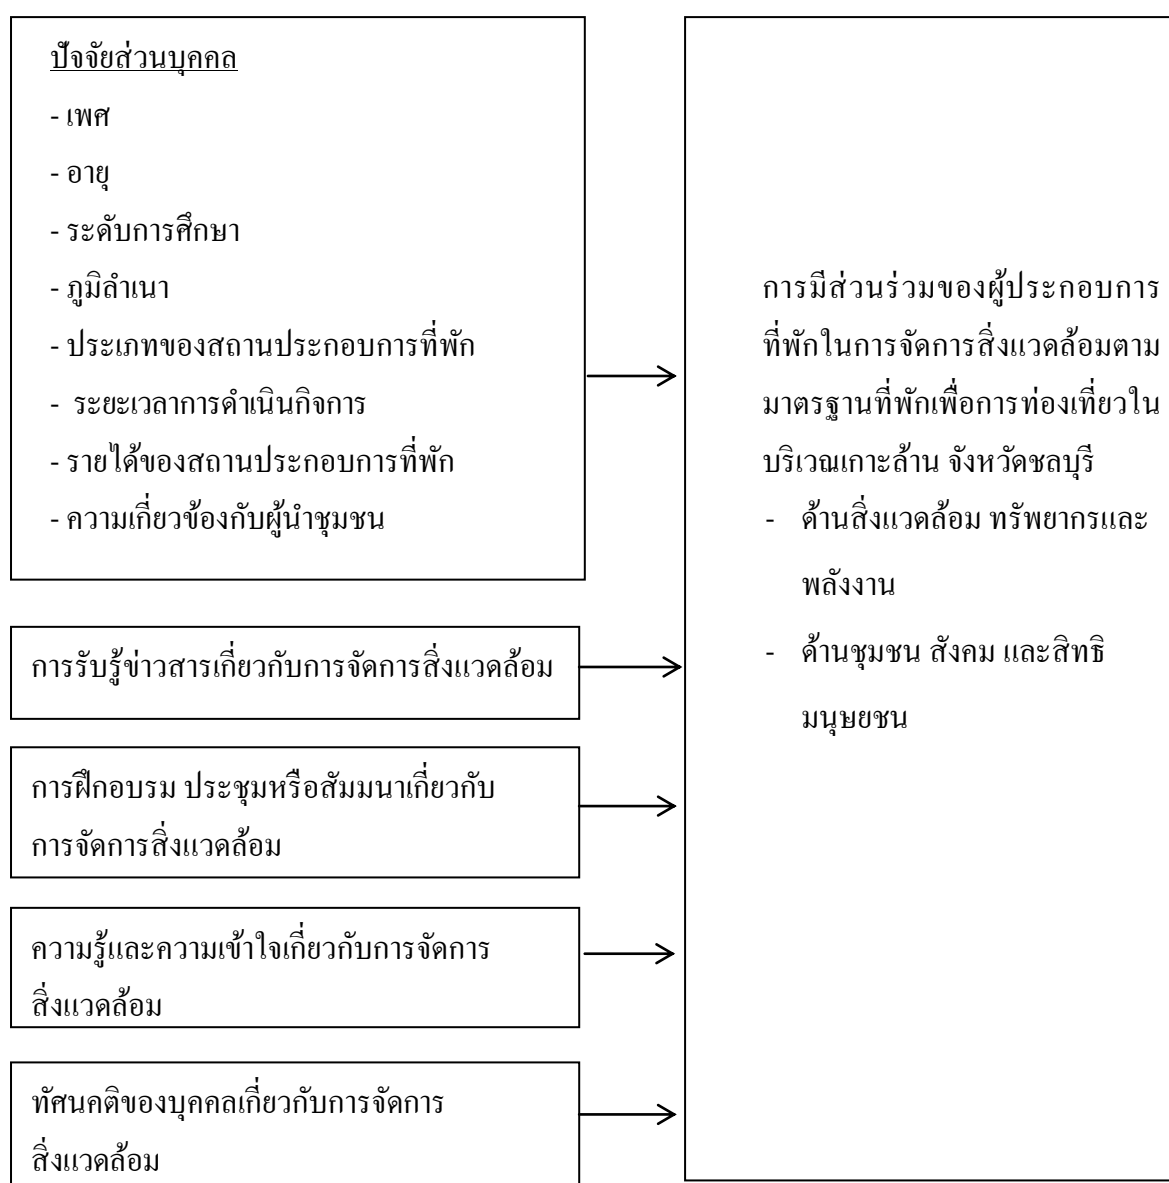 ปัจจัยส่วนบุคคล
- เพศ
- อายุ
- ระดับการศึกษา
- ภูมิลำเนา
- ประเภทของสถานประกอบการที่พัก
- ระยะเวลาการดำเนินกิจการ
- รายได้ของสถานประกอบการที่พัก
- ความเกี่ยวข้องกับผู้นำชุมชน
การรับรู้ข่าวสารเกี่ยวกับการจัดการสิ่งแวดล้อม
การฝึกอบรม ประชุมหรือสัมมนาเกี่ยวกับ
การจัดการสิ่งแวดล้อม
ความรู้และความเข้าใจเกี่ยวกับการจัดการ
สิ่งแวดล้อม
ทัศนคติของบุคคลเกี่ยวกับการจัดการ
สิ่งแวดล้อม
การมีส่วนร่วมของผู้ประกอบการ
ที่พักในการจัดการสิ่งแวดล้อมตาม
มาตรฐานที่พักเพื่อการท่องเที่ยวใน
บริเวณเกาะล้าน จังหวัดชลบุรี
- ด้านสิ่งแวดล้อม ทรัพยากรและ
พลังงาน
- ด้านชุมชน สังคม และสิทธิ
มนุษยชน